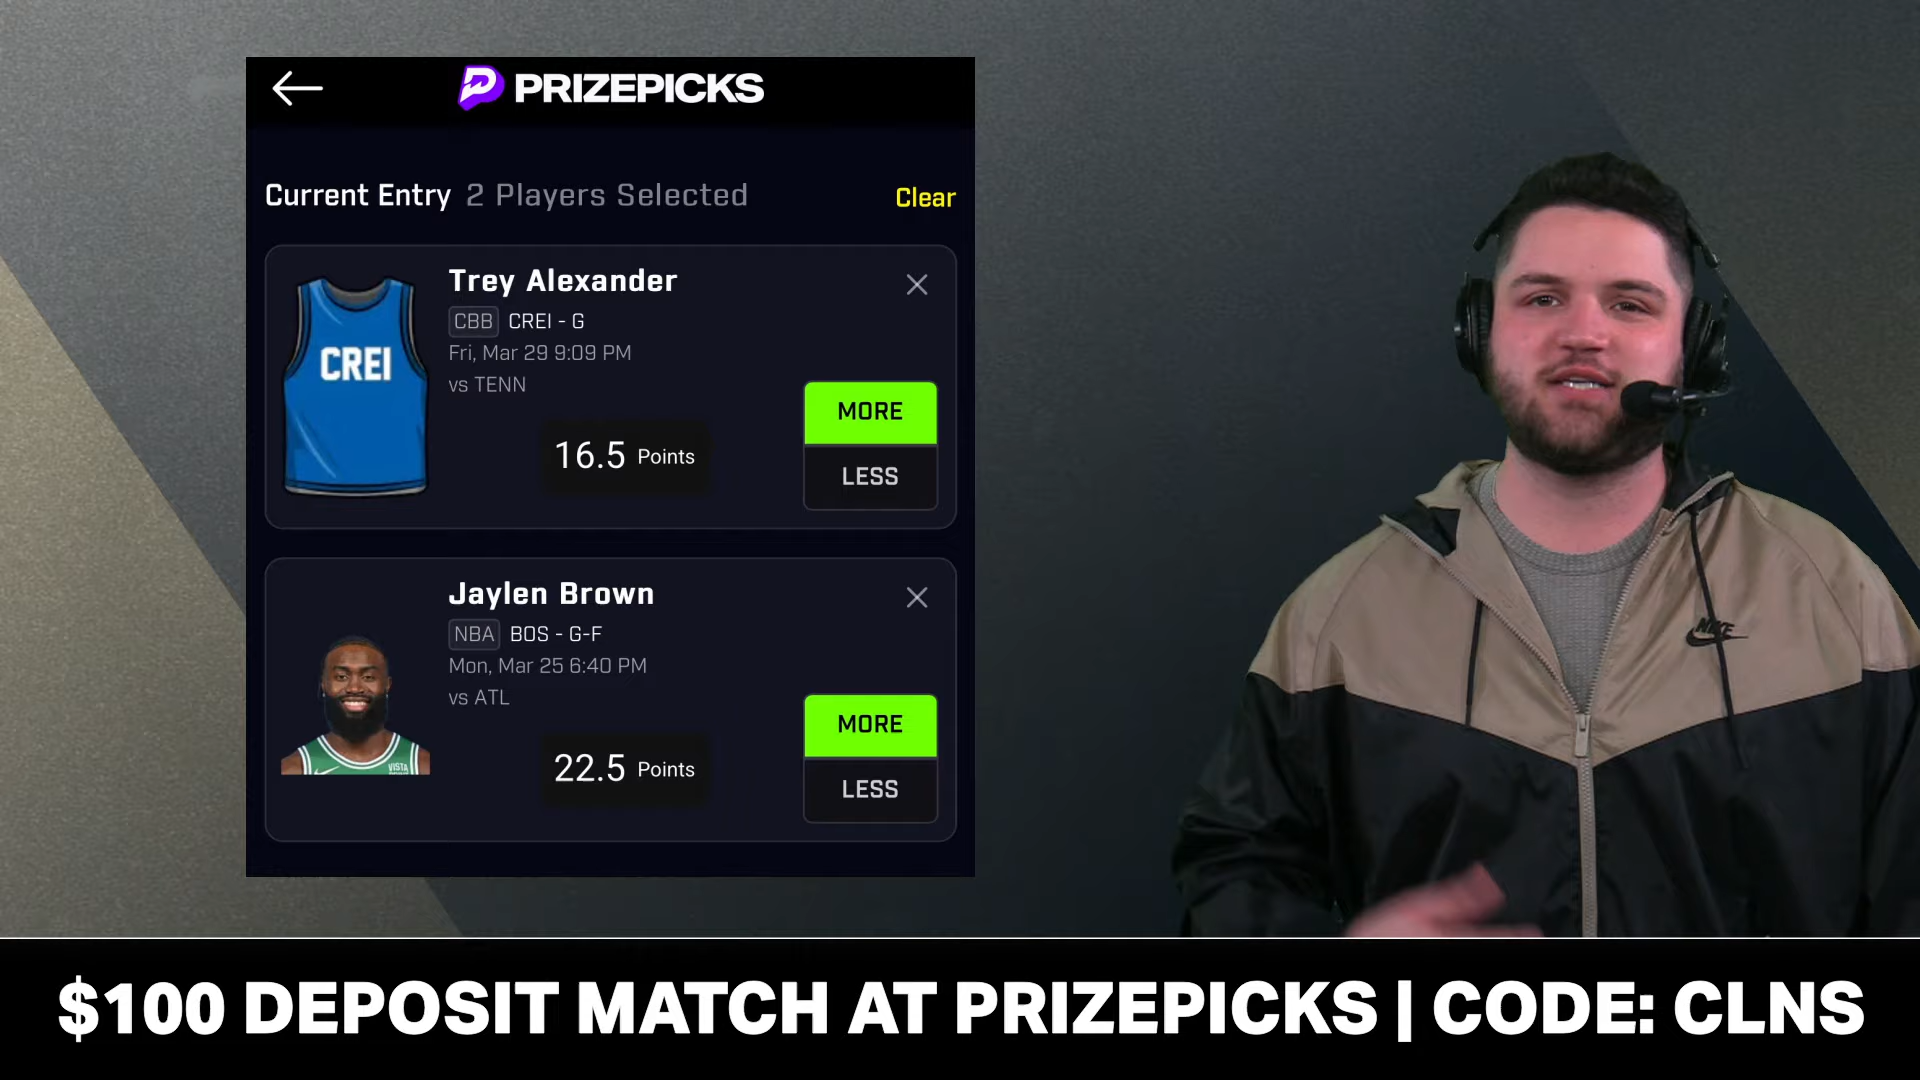 PRIZEPICKS
Current Entry 2 Players Selected Clear
Trey Alexander
CREI
CBB CREI - G
Fri, Mar 29 9:09 PM
vs TENN
16.5 Points
MORE
LESS
Jaylen Brown
NBA BOS - G-F
Mon, Mar 25 6:40 PM
vs ATL
22.5 Points
MORE
LESS
VISTA
NIKE
$100 DEPOSIT MATCH AT PRIZEPICKS | CODE: CLNS